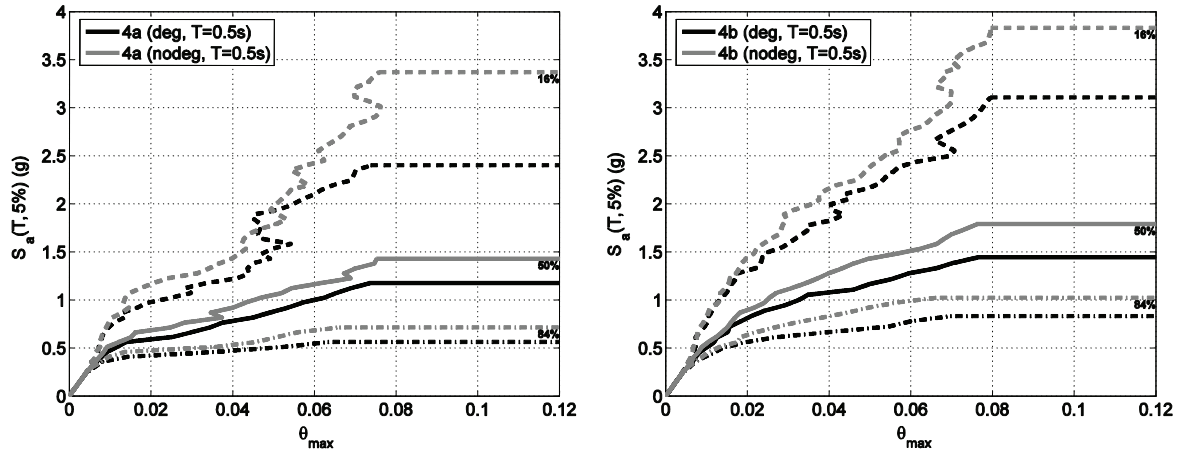 4
3.5
3
2.5
2
1.5
1
0.5
0
S_a(T, 5%) (g)
4a (deg, T=0.5s)
4a (nodeg, T=0.5s)
16%
50%
84%
0 0.02 0.04 0.06 0.08 0.1 0.12
θ_max
4
3.5
3
2.5
2
1.5
1
0.5
0
S_a(T, 5%) (g)
4b (deg, T=0.5s)
4b (nodeg, T=0.5s)
16%
50%
84%
0 0.02 0.04 0.06 0.08 0.1 0.12
θ_max